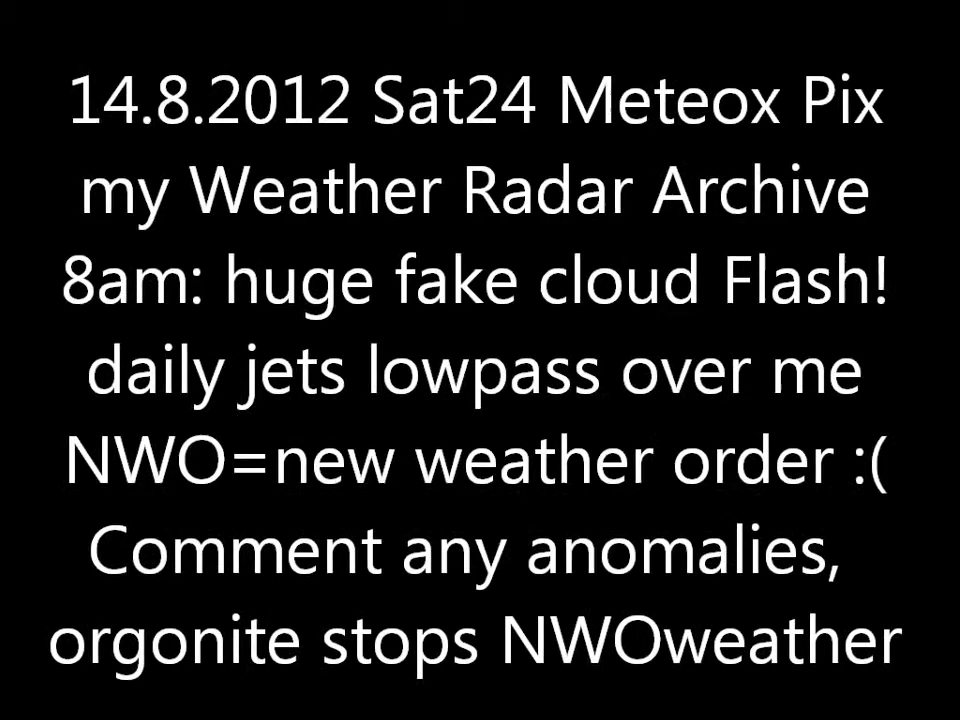 14.8.2012 Sat24 Meteox Pix
my Weather Radar Archive
8am: huge fake cloud Flash!
daily jets lowpass over me
NWO=new weather order :(
Comment any anomalies,
orgonite stops NWOweather